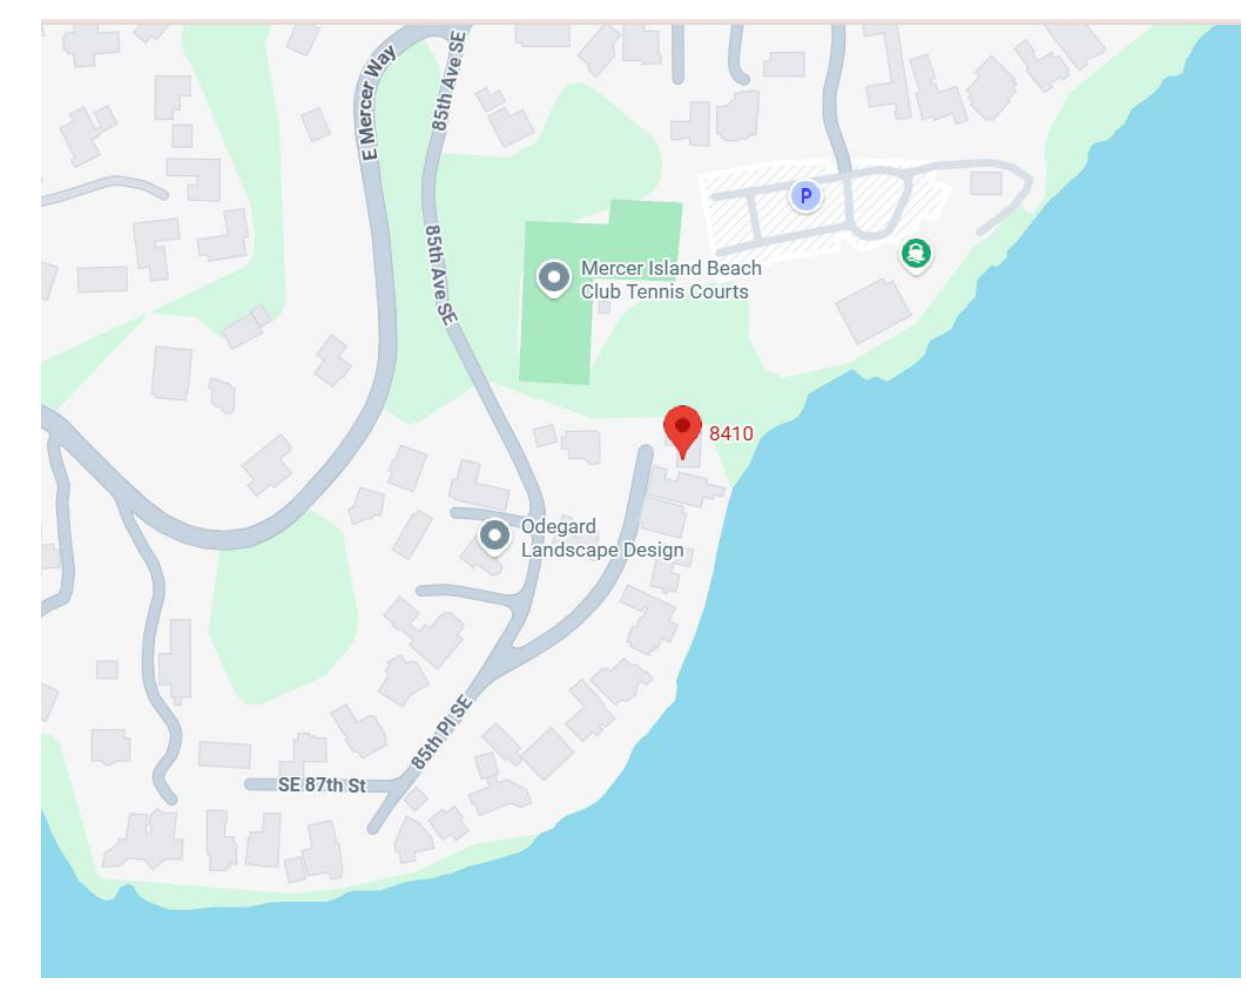 E Mercer Way
85th Ave SE
P
85th Ave SE
Mercer Island Beach
Club Tennis Courts
8410
Odegard
Landscape Design
85th Pl SE
SE 87th St